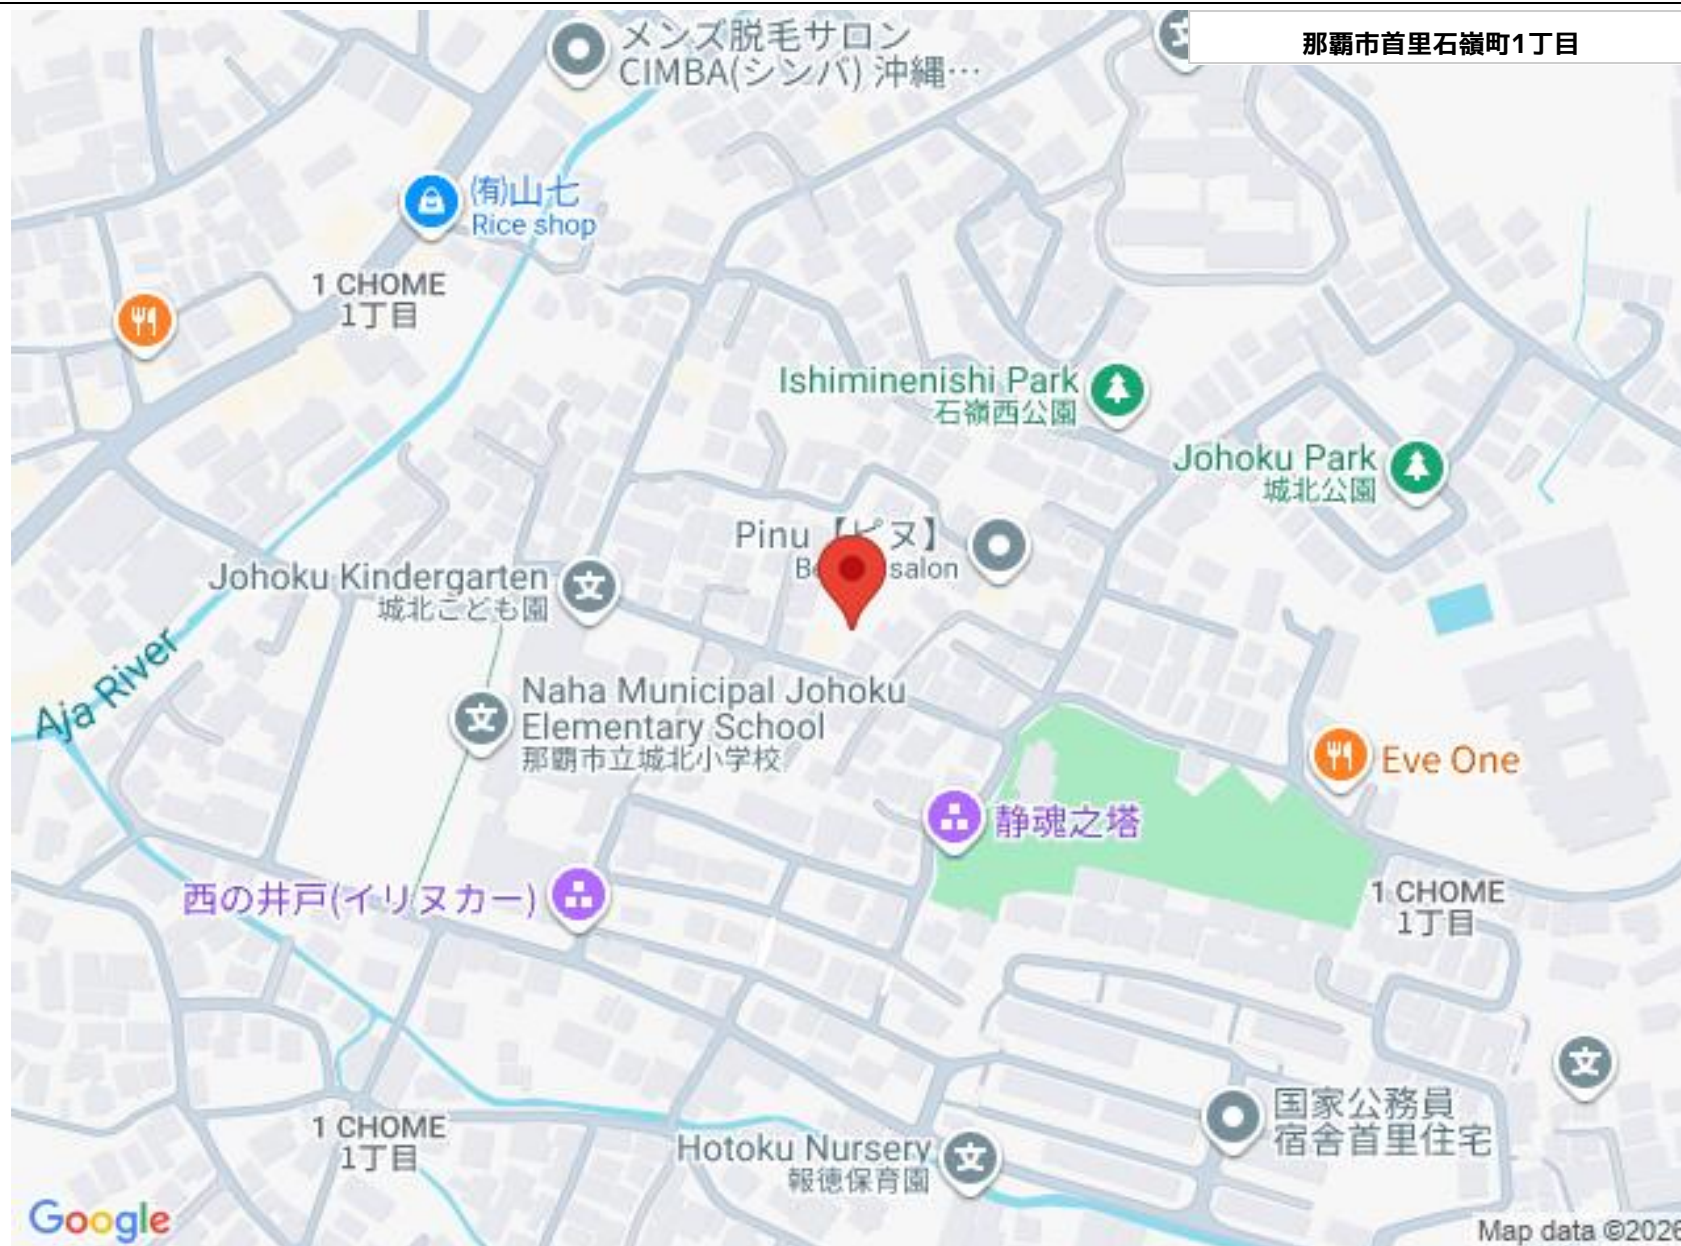 メンズ脱毛サロン
CIMBA(シンバ) 沖縄…
那覇市首里石嶺町1丁目
㈲山七
Rice shop
1 CHOME
1丁目
Ishiminenishi Park
石嶺西公園
Johoku Park
城北公園
Pinu【ピヌ】
salon
Johoku Kindergarten
城北こども園
Aja River
Naha Municipal Johoku
Elementary School
那覇市立城北小学校
Eve One
静魂之塔
西の井戸(イリヌカー)
1 CHOME
1丁目
国家公務員
宿舎首里住宅
1 CHOME
1丁目
Hotoku Nursery
報徳保育園
Google
Map data ©2026